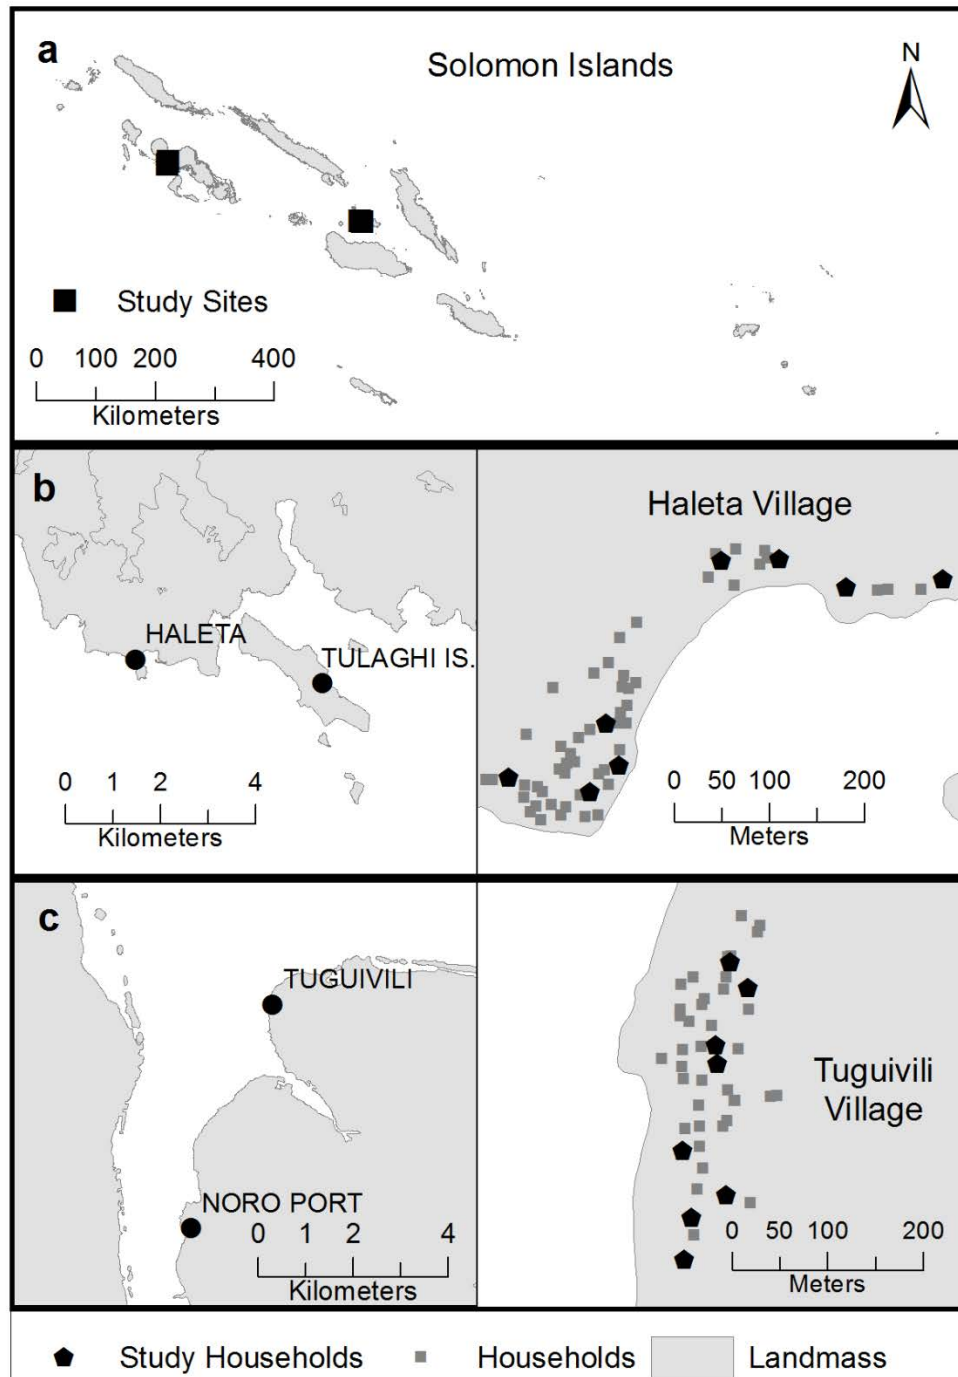 a
Solomon Islands
N
Study Sites
0 100 200 400
Kilometers
b
HALETA
TULAGHI IS.
0 1 2 4
Kilometers
Haleta Village
0 50 100 200
Meters
c
TUGUIVILI
NORO PORT
0 1 2 4
Kilometers
Tuguivili
Village
0 50 100 200
Meters
Study Households Households Landmass